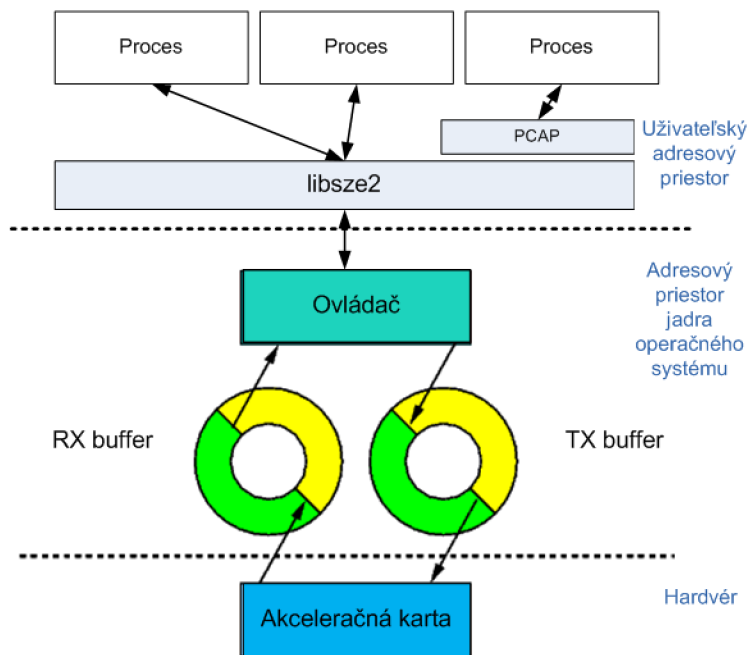 Proces
Proces
Proces
PCAP
Uživateľský
adresový
priestor
libsze2
Adresový
priestor
jadra
operačného
systému
Ovládač
RX buffer
TX buffer
Hardvér
Akceleračná karta